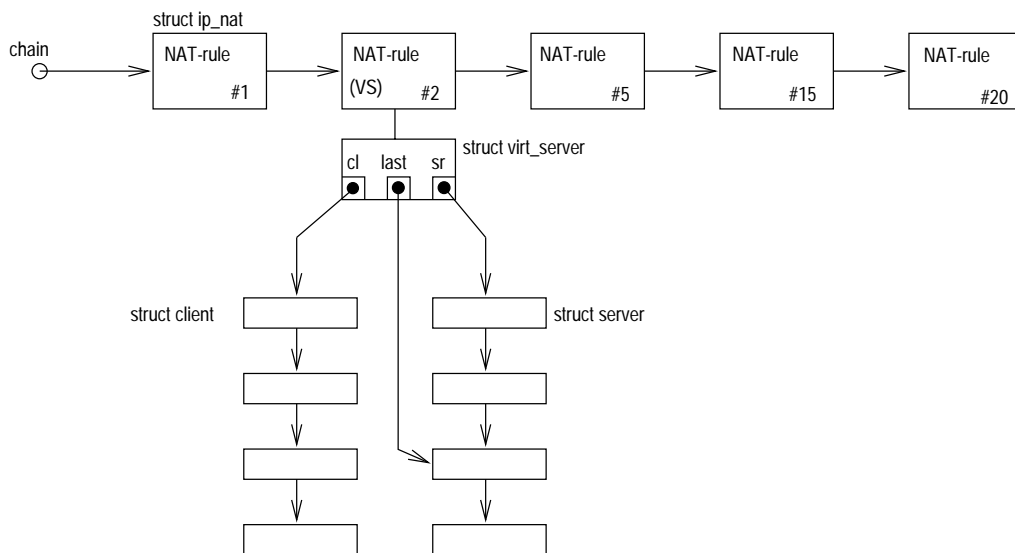 struct ip_nat
chain
NAT-rule
#1
NAT-rule
(VS)
#2
NAT-rule
#5
NAT-rule
#15
NAT-rule
#20
struct virt_server
cl
last
sr
struct client
struct server